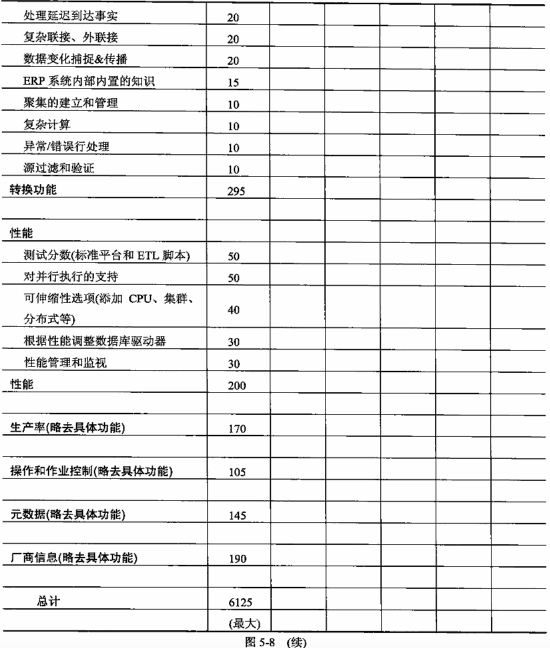 处理延迟到达事实 20
复杂联接、外联接 20
数据变化捕捉&传播 20
ERP 系统内部内置的知识 15
聚集的建立和管理 10
复杂计算 10
异常/错误行处理 10
源过滤和验证 10
转换功能 295
性能
测试分数(标准平台和 ETL 脚本) 50
对并行执行的支持 50
可伸缩性选项(添加 CPU、集群、
分布式等) 40
根据性能调整数据库驱动器 30
性能管理和监视 30
性能 200
生产率(略去具体功能) 170
操作和作业控制(略去具体功能) 105
元数据(略去具体功能) 145
厂商信息(略去具体功能) 190
总计 6125
(最大)
图 5-8 (续)